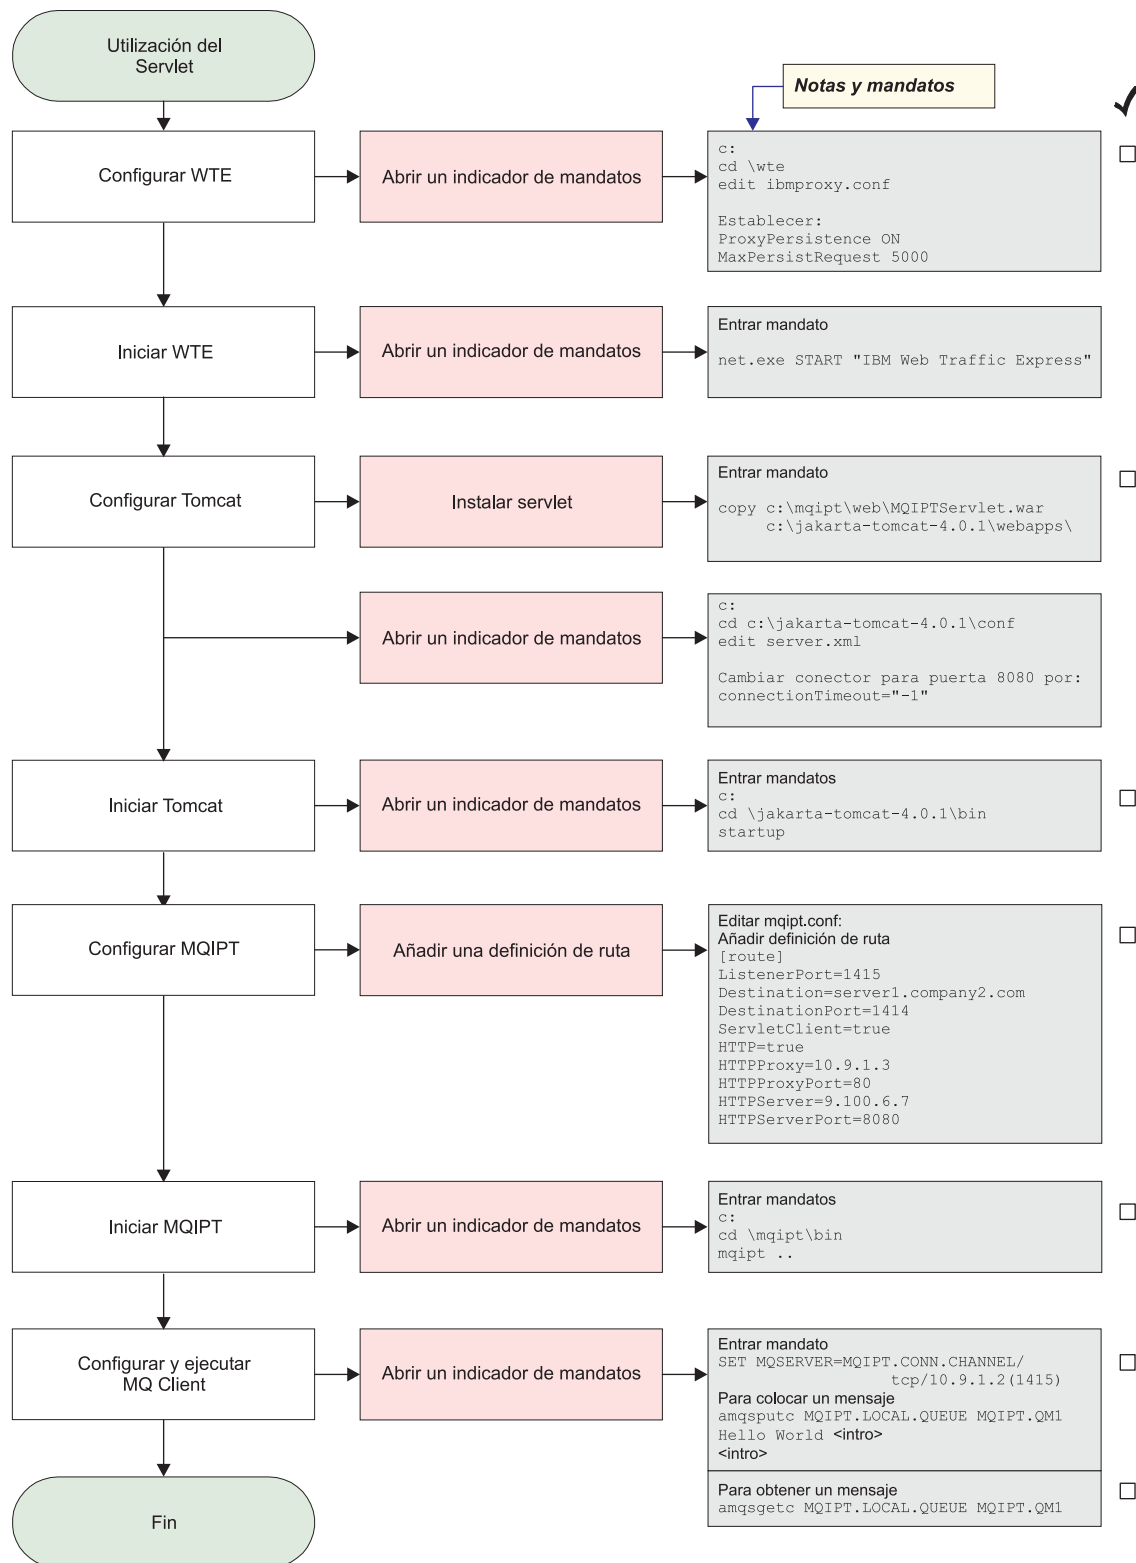 Utilización del
Servlet
Notas y mandatos
Configurar WTE
Abrir un indicador de mandatos
c:
cd \wte
edit ibmproxy.conf
Establecer:
ProxyPersistence ON
MaxPersistRequest 5000
Iniciar WTE
Abrir un indicador de mandatos
Entrar mandato
net.exe START "IBM Web Traffic Express"
Configurar Tomcat
Instalar servlet
Entrar mandato
copy c:\mqipt\web\MQIPTServlet.war
c:\jakarta-tomcat-4.0.1\webapps\
Abrir un indicador de mandatos
c:
cd c:\jakarta-tomcat-4.0.1\conf
edit server.xml
Cambiar conector para puerta 8080 por:
connectionTimeout="-1"
Iniciar Tomcat
Abrir un indicador de mandatos
Entrar mandatos
c:
cd \jakarta-tomcat-4.0.1\bin
startup
Configurar MQIPT
Añadir una definición de ruta
Editar mqipt.conf:
Añadir definición de ruta
[route]
ListenerPort=1415
Destination=server1.company2.com
DestinationPort=1414
ServletClient=true
HTTP=true
HTTPProxy=10.9.1.3
HTTPProxyPort=80
HTTPServer=9.100.6.7
HTTPServerPort=8080
Iniciar MQIPT
Abrir un indicador de mandatos
Entrar mandatos
c:
cd \mqipt\bin
mqipt ..
Configurar y ejecutar
MQ Client
Abrir un indicador de mandatos
Entrar mandato
SET MQSERVER=MQIPT.CONN.CHANNEL/
tcp/10.9.1.2(1415)
Para colocar un mensaje
amqsputc MQIPT.LOCAL.QUEUE MQIPT.QM1
Hello World <intro>
<intro>
Para obtener un mensaje
amqsgetc MQIPT.LOCAL.QUEUE MQIPT.QM1
Fin